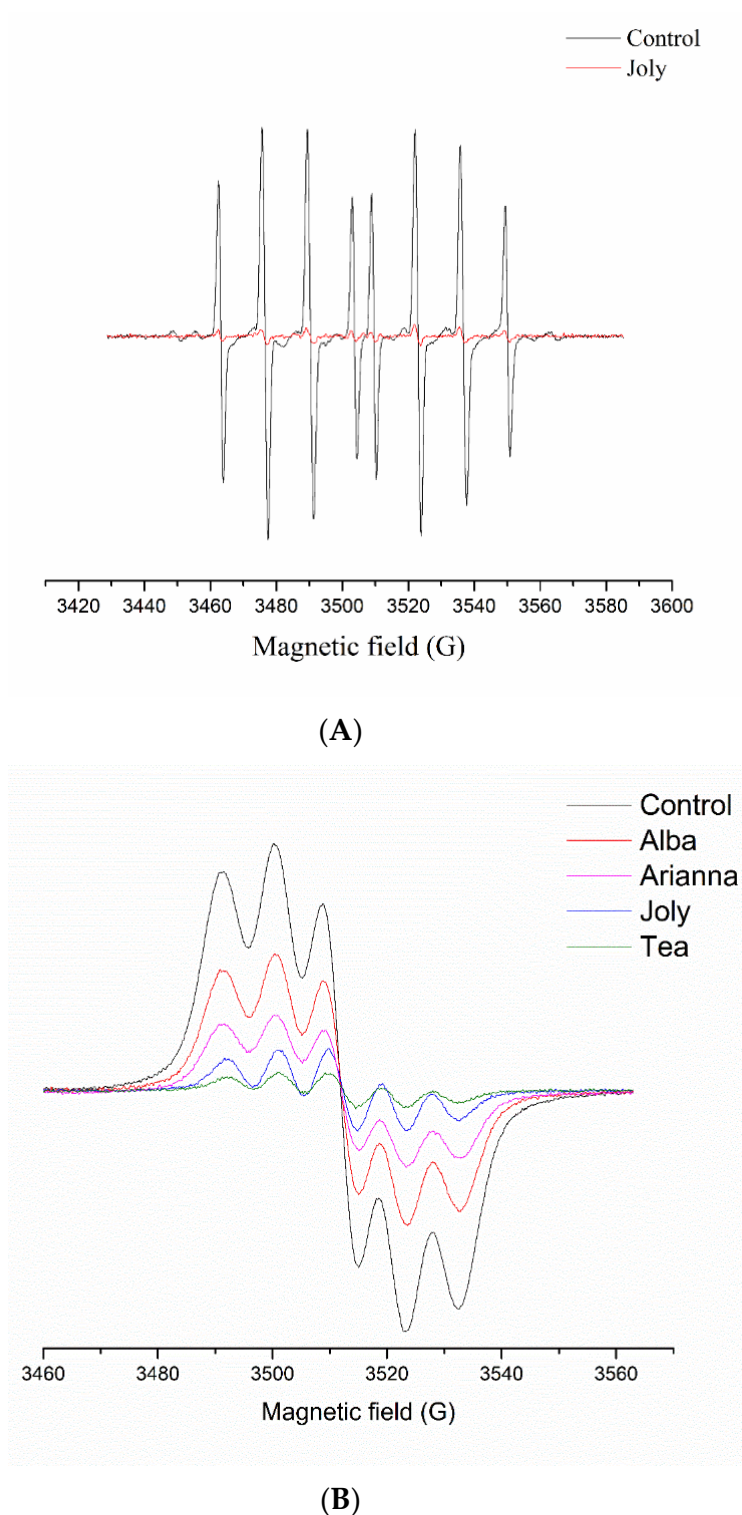 Control
Joly
3420 3440 3460 3480 3500 3520 3540 3560 3580 3600
Magnetic field (G)
(A)
Control
Alba
Arianna
Joly
Tea
3460 3480 3500 3520 3540 3560
Magnetic field (G)
(B)